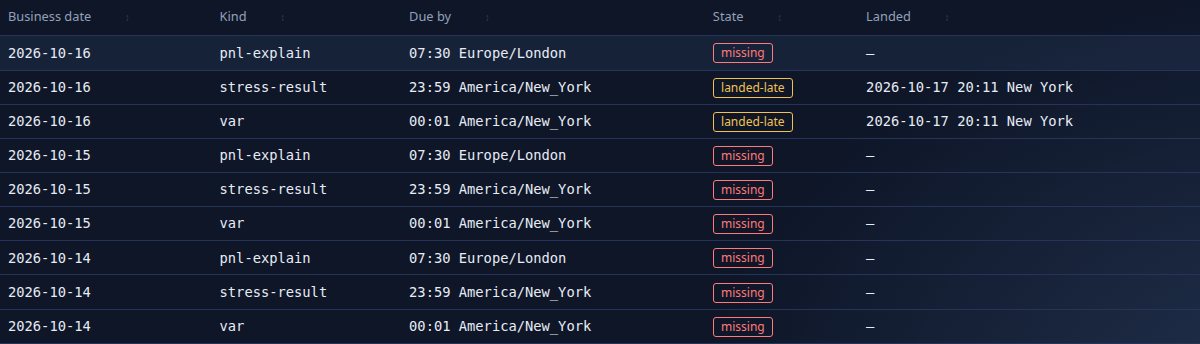 Business date Kind Due by State Landed
2026-10-16 pnl-explain 07:30 Europe/London missing —
2026-10-16 stress-result 23:59 America/New_York landed-late 2026-10-17 20:11 New York
2026-10-16 var 00:01 America/New_York landed-late 2026-10-17 20:11 New York
2026-10-15 pnl-explain 07:30 Europe/London missing —
2026-10-15 stress-result 23:59 America/New_York missing —
2026-10-15 var 00:01 America/New_York missing —
2026-10-14 pnl-explain 07:30 Europe/London missing —
2026-10-14 stress-result 23:59 America/New_York missing —
2026-10-14 var 00:01 America/New_York missing —